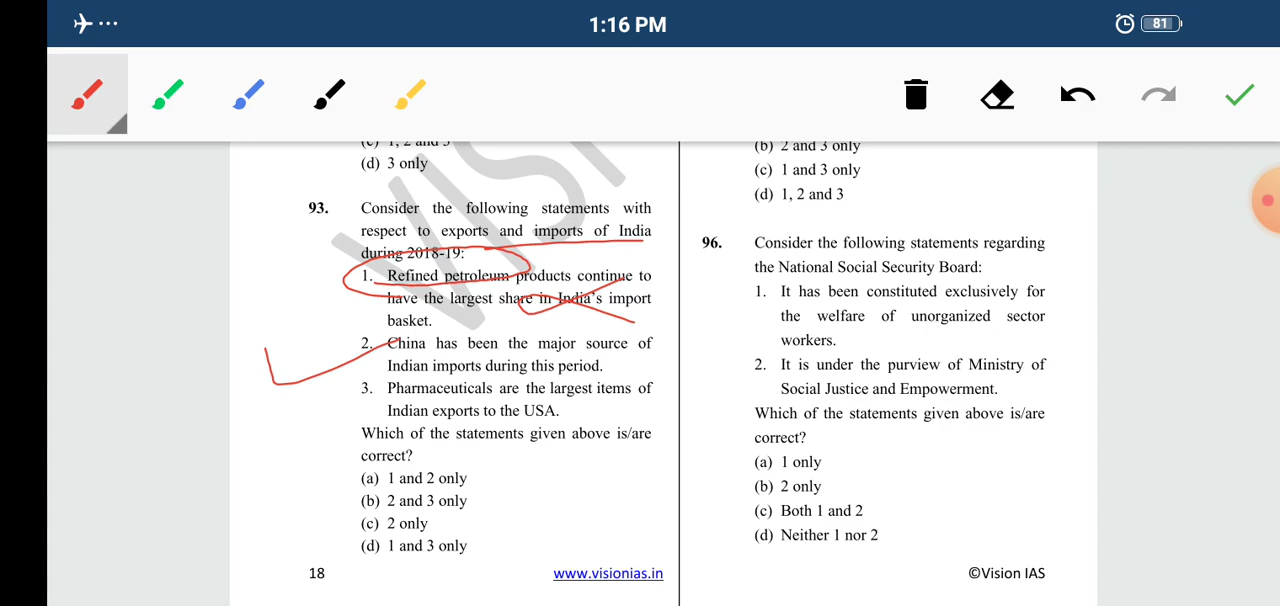 1:16 PM
81
(c) 1, 2 and 3
(d) 3 only
VISI
93. Consider the following statements with
respect to exports and imports of India
during 2018-19:
1. Refined petroleum products continue to
have the largest share in India's import
basket.
2. China has been the major source of
Indian imports during this period.
3. Pharmaceuticals are the largest items of
Indian exports to the USA.
Which of the statements given above is/are
correct?
(a) 1 and 2 only
(b) 2 and 3 only
(c) 2 only
(d) 1 and 3 only
(b) 2 and 3 only
(c) 1 and 3 only
(d) 1, 2 and 3
96. Consider the following statements regarding
the National Social Security Board:
1. It has been constituted exclusively for
the welfare of unorganized sector
workers.
2. It is under the purview of Ministry of
Social Justice and Empowerment.
Which of the statements given above is/are
correct?
(a) 1 only
(b) 2 only
(c) Both 1 and 2
(d) Neither 1 nor 2
18 www.visionias.in ©Vision IAS